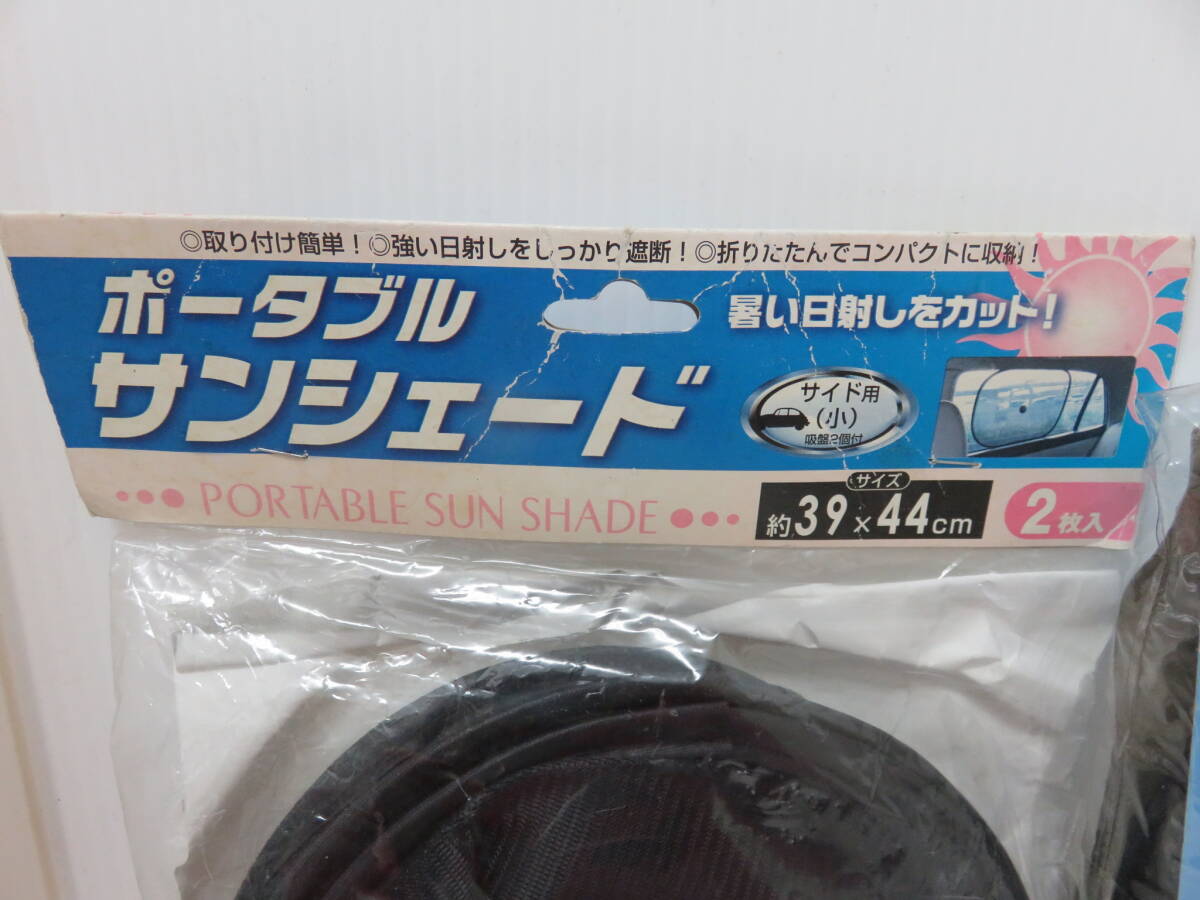 ◎取り付け簡単！◎強い日射しをしっかり遮断！◎折りたたんでコンパクトに収納！
ポータブル
サンシェード
暑い日射しをカット！
サイド用
（小）
吸盤2個付
PORTABLE SUN SHADE
サイズ
約39×44cm
2枚入